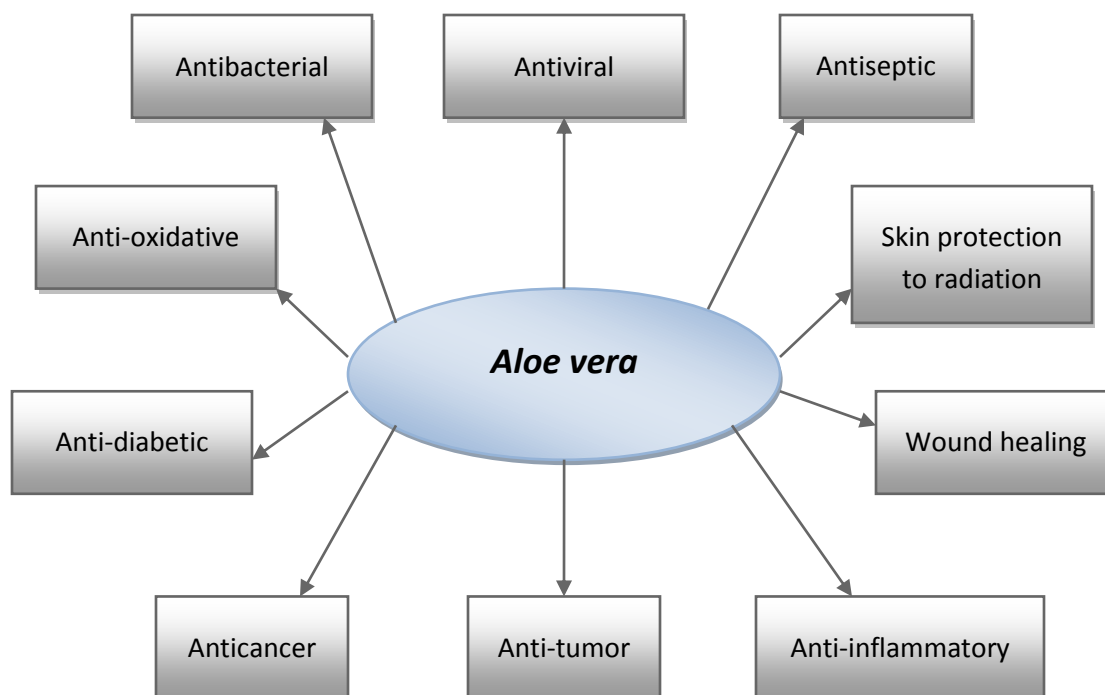 Antibacterial
Antiviral
Antiseptic
Anti-oxidative
Skin protection
to radiation
Aloe vera
Anti-diabetic
Wound healing
Anticancer
Anti-tumor
Anti-inflammatory